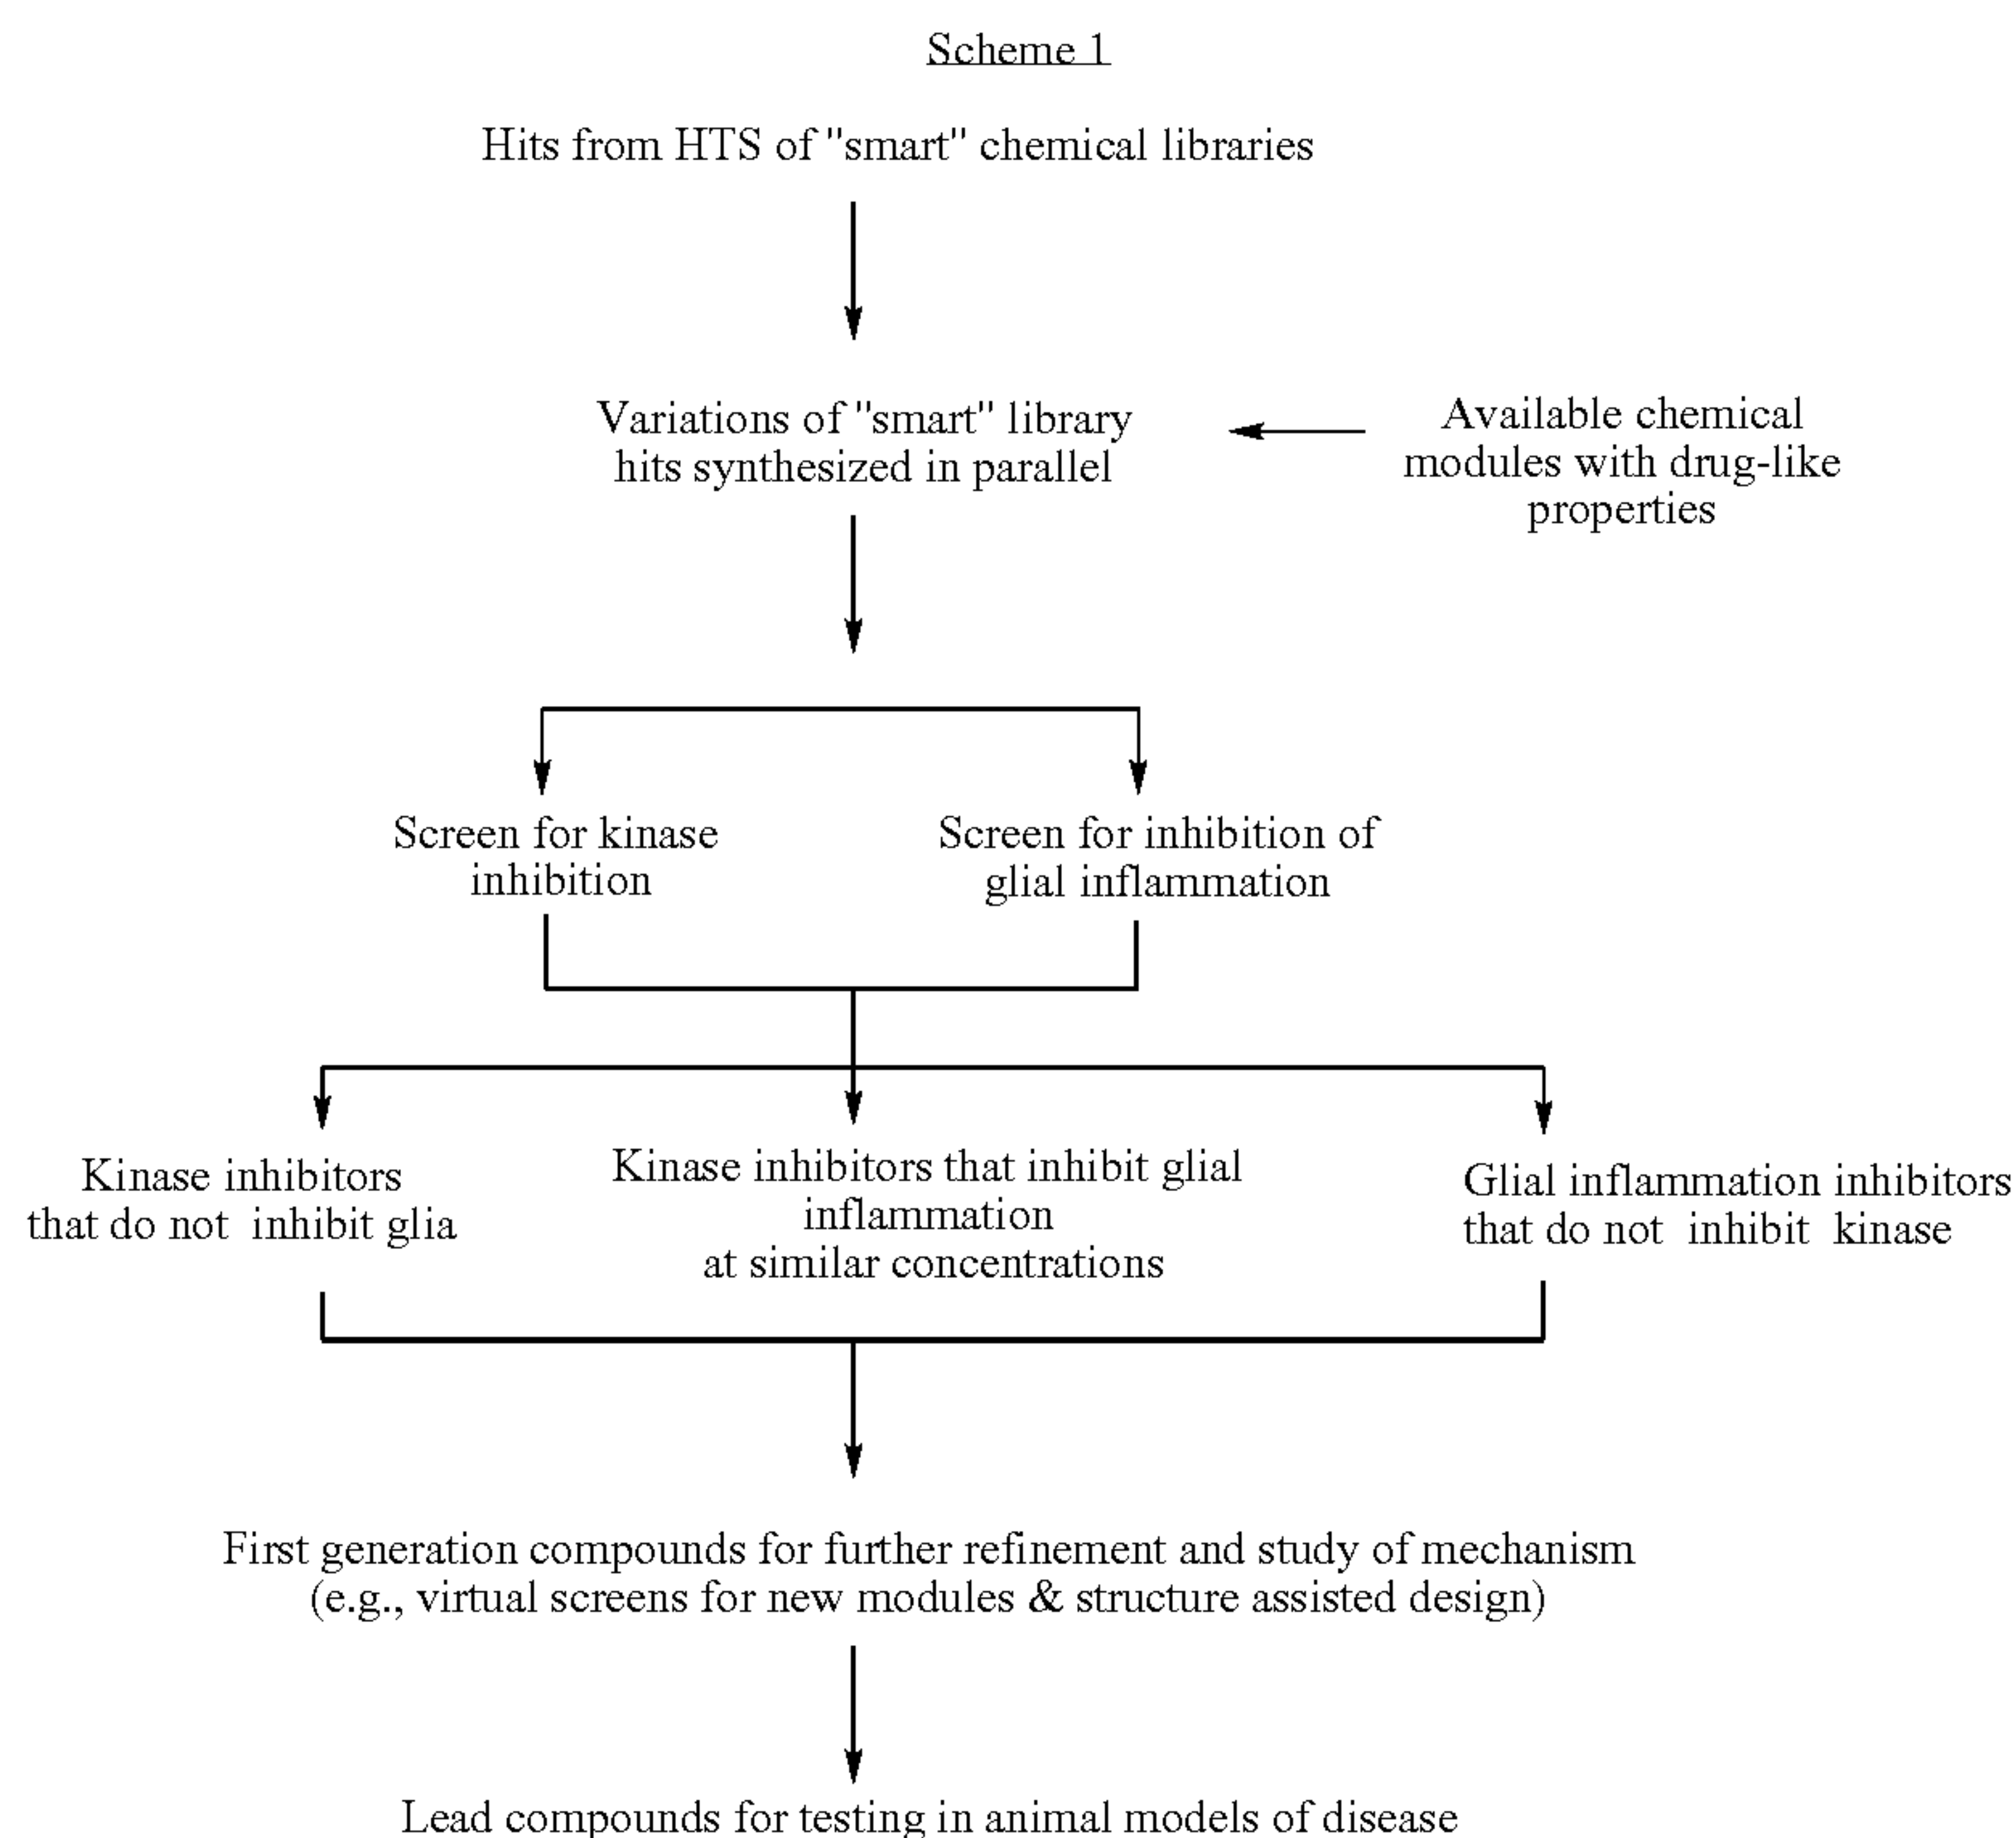 Scheme 1
Hits from HTS of "smart" chemical libraries
Variations of "smart" library
hits synthesized in parallel
Available chemical
modules with drug-like
properties
Screen for kinase
inhibition
Screen for inhibition of
glial inflammation
Kinase inhibitors
that do not inhibit glia
Kinase inhibitors that inhibit glial
inflammation
at similar concentrations
Glial inflammation inhibitors
that do not inhibit kinase
First generation compounds for further refinement and study of mechanism
(e.g., virtual screens for new modules & structure assisted design)
Lead compounds for testing in animal models of disease